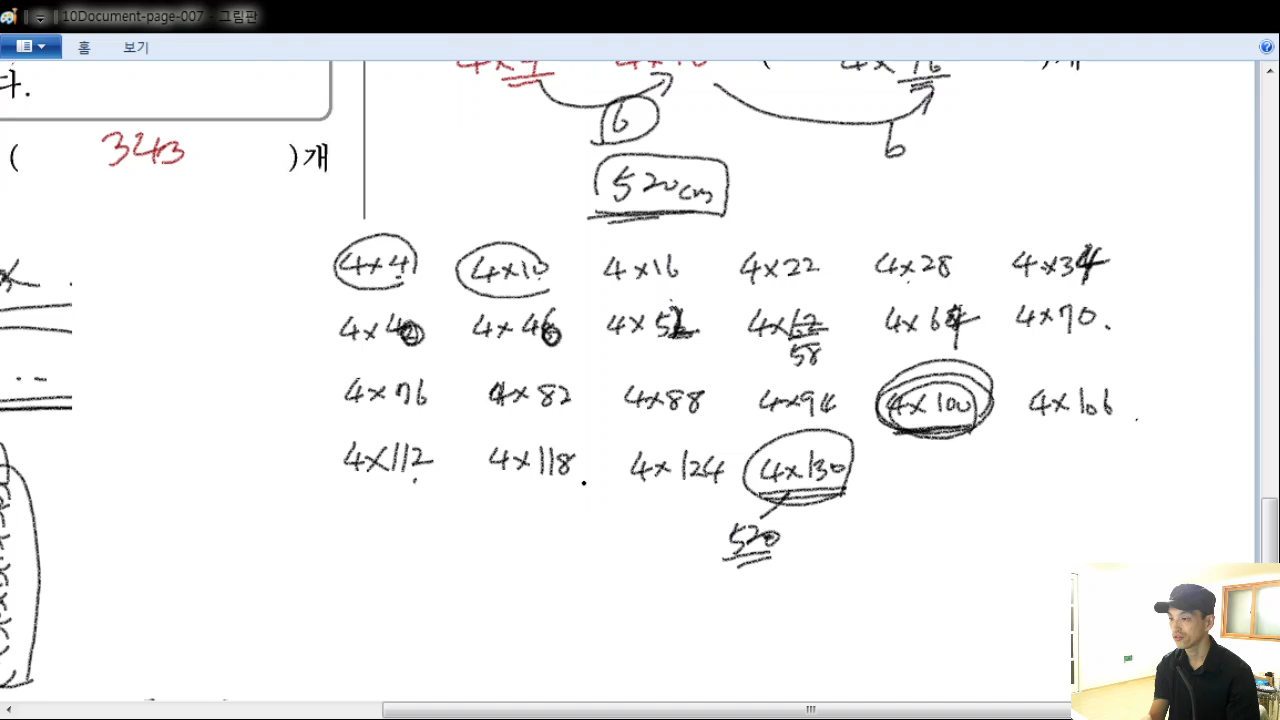 10Document-page-007 - 그림판
홈 보기
다.
( 343 )개
( )개
6
6
520cm
4×4 4×10 4×16 4×22 4×28 4×34
4×40 4×46 4×52 4×64 4×70.
58
4×76 4×82 4×88 4×94 4×100 4×106
4×112 4×118 4×124 4×130
520